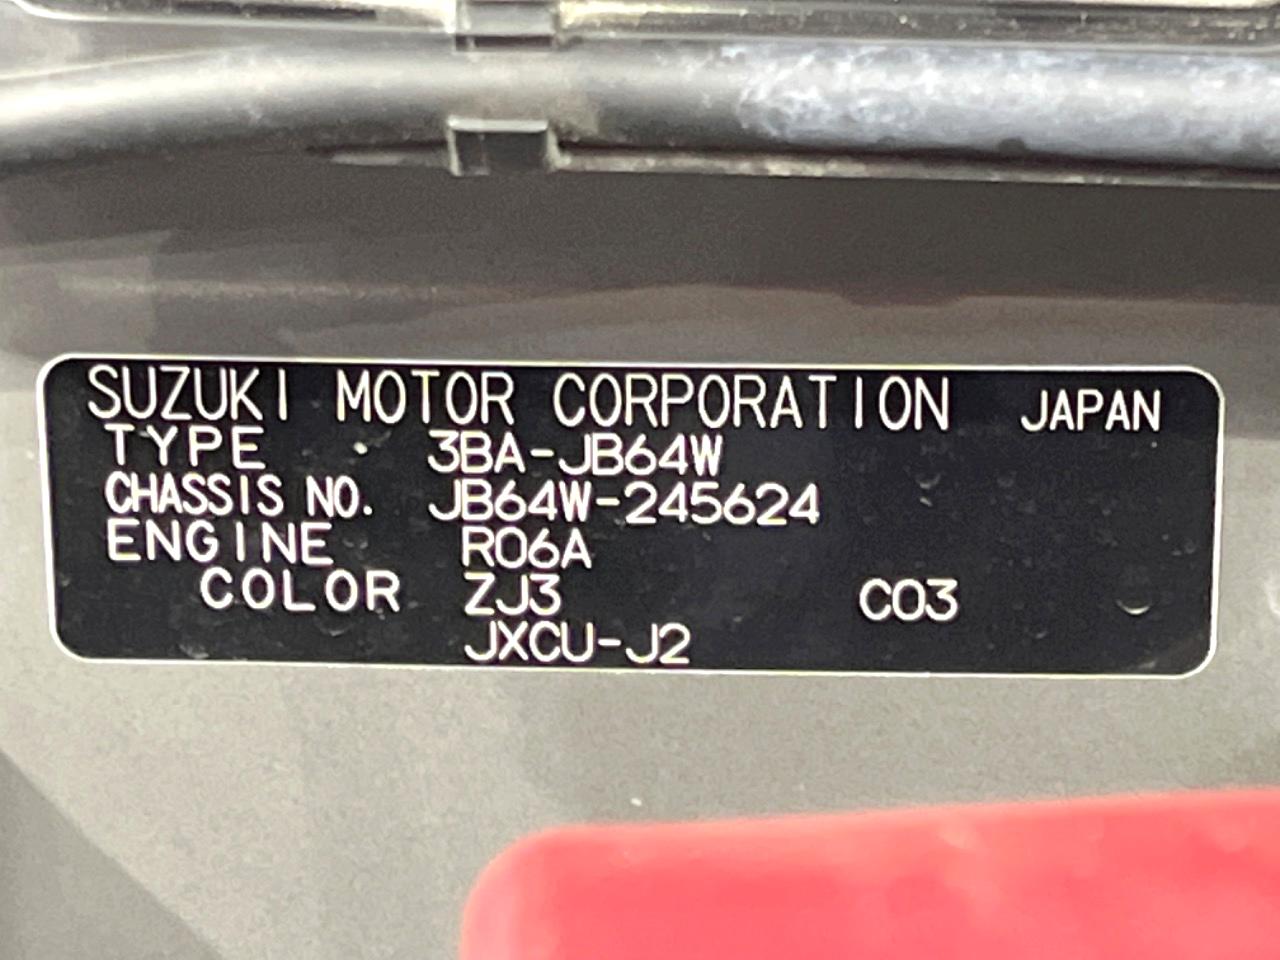 SUZUKI MOTOR CORPORATION JAPAN
TYPE 3BA-JB64W
CHASSIS NO. JB64W-245624
ENGINE R06A
COLOR ZJ3 C03
JXCU-J2